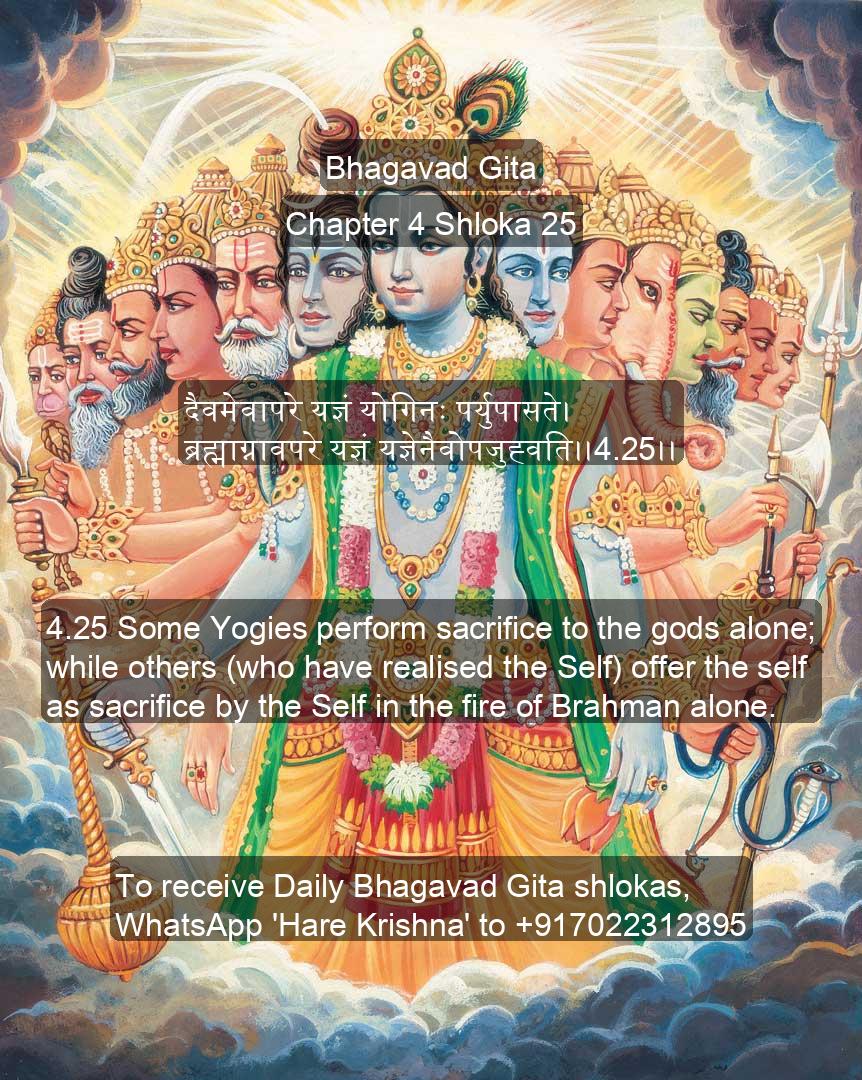 Bhagavad Gita
Chapter 4 Shloka 25
दैवमेवापरे यज्ञं योगिनः पर्युपासते।
ब्रह्माग्नावपरे यज्ञं यज्ञेनैवोपजुह्वति।।4.25।।
4.25 Some Yogies perform sacrifice to the gods alone;
while others (who have realised the Self) offer the self
as sacrifice by the Self in the fire of Brahman alone.
To receive Daily Bhagavad Gita shlokas,
WhatsApp 'Hare Krishna' to +917022312895